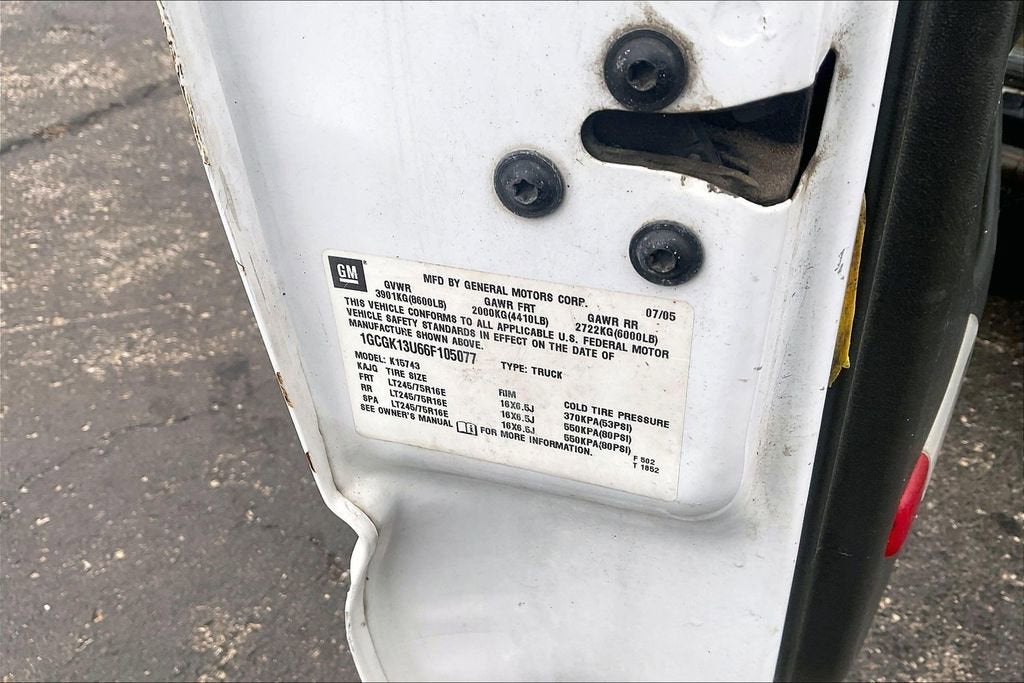 GM ®
MFD BY GENERAL MOTORS CORP. 07/05
GVWR GAWR FRT GAWR RR
3901KG(8600LB) 2000KG(4410LB) 2722KG(6000LB)
THIS VEHICLE CONFORMS TO ALL APPLICABLE U.S. FEDERAL MOTOR
VEHICLE SAFETY STANDARDS IN EFFECT ON THE DATE OF
MANUFACTURE SHOWN ABOVE.
1GCGK13U66F105077 TYPE: TRUCK
MODEL: K15743
KAJQ TIRE SIZE RIM COLD TIRE PRESSURE
FRT LT245/75R16E 16X6.5J 370KPA(53PSI)
RR LT245/75R16E 16X6.5J 550KPA(80PSI)
SPA LT245/75R16E 16X6.5J 550KPA(80PSI)
SEE OWNER'S MANUAL FOR MORE INFORMATION.
F 502
T 1852